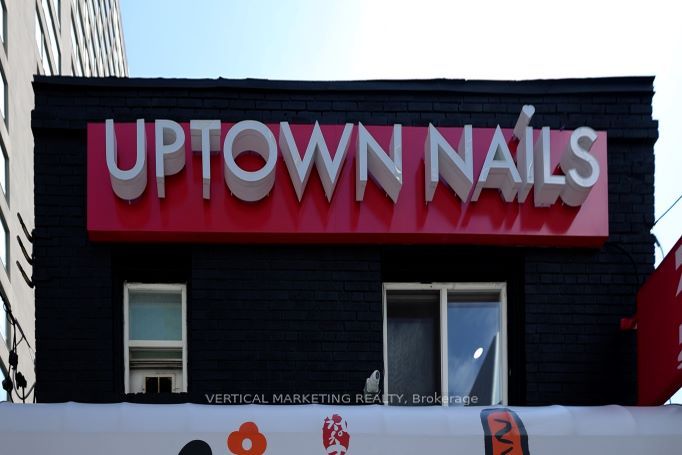 UPTOWN NAILS
VERTICAL MARKETING REALTY, Brokerage